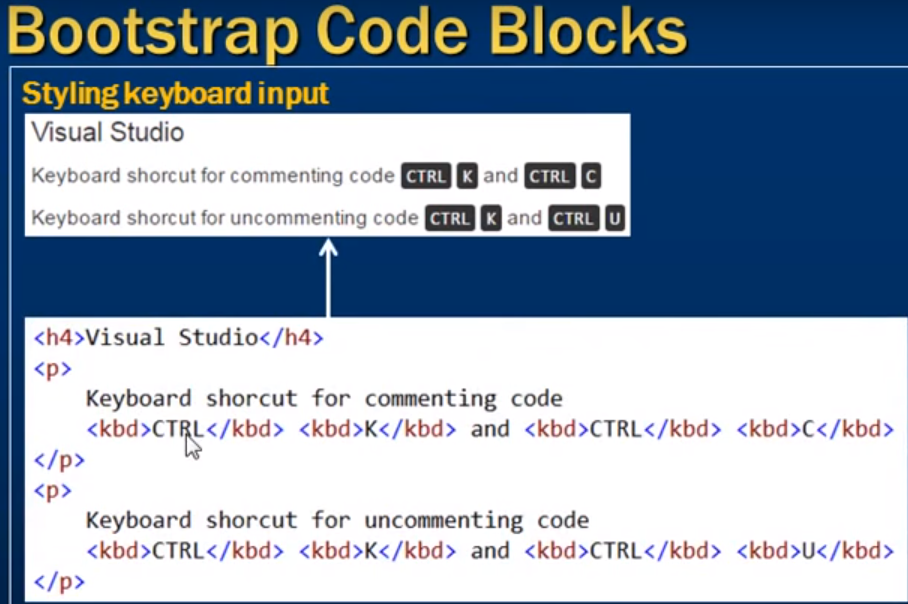 Bootstrap Code Blocks
Styling keyboard input
Visual Studio
Keyboard shorcut for commenting code CTRL K and CTRL C
Keyboard shorcut for uncommenting code CTRL K and CTRL U
<h4>Visual Studio</h4>
<p>
    Keyboard shorcut for commenting code
    <kbd>CTRL</kbd> <kbd>K</kbd> and <kbd>CTRL</kbd> <kbd>C</kbd>
</p>
<p>
    Keyboard shorcut for uncommenting code
    <kbd>CTRL</kbd> <kbd>K</kbd> and <kbd>CTRL</kbd> <kbd>U</kbd>
</p>